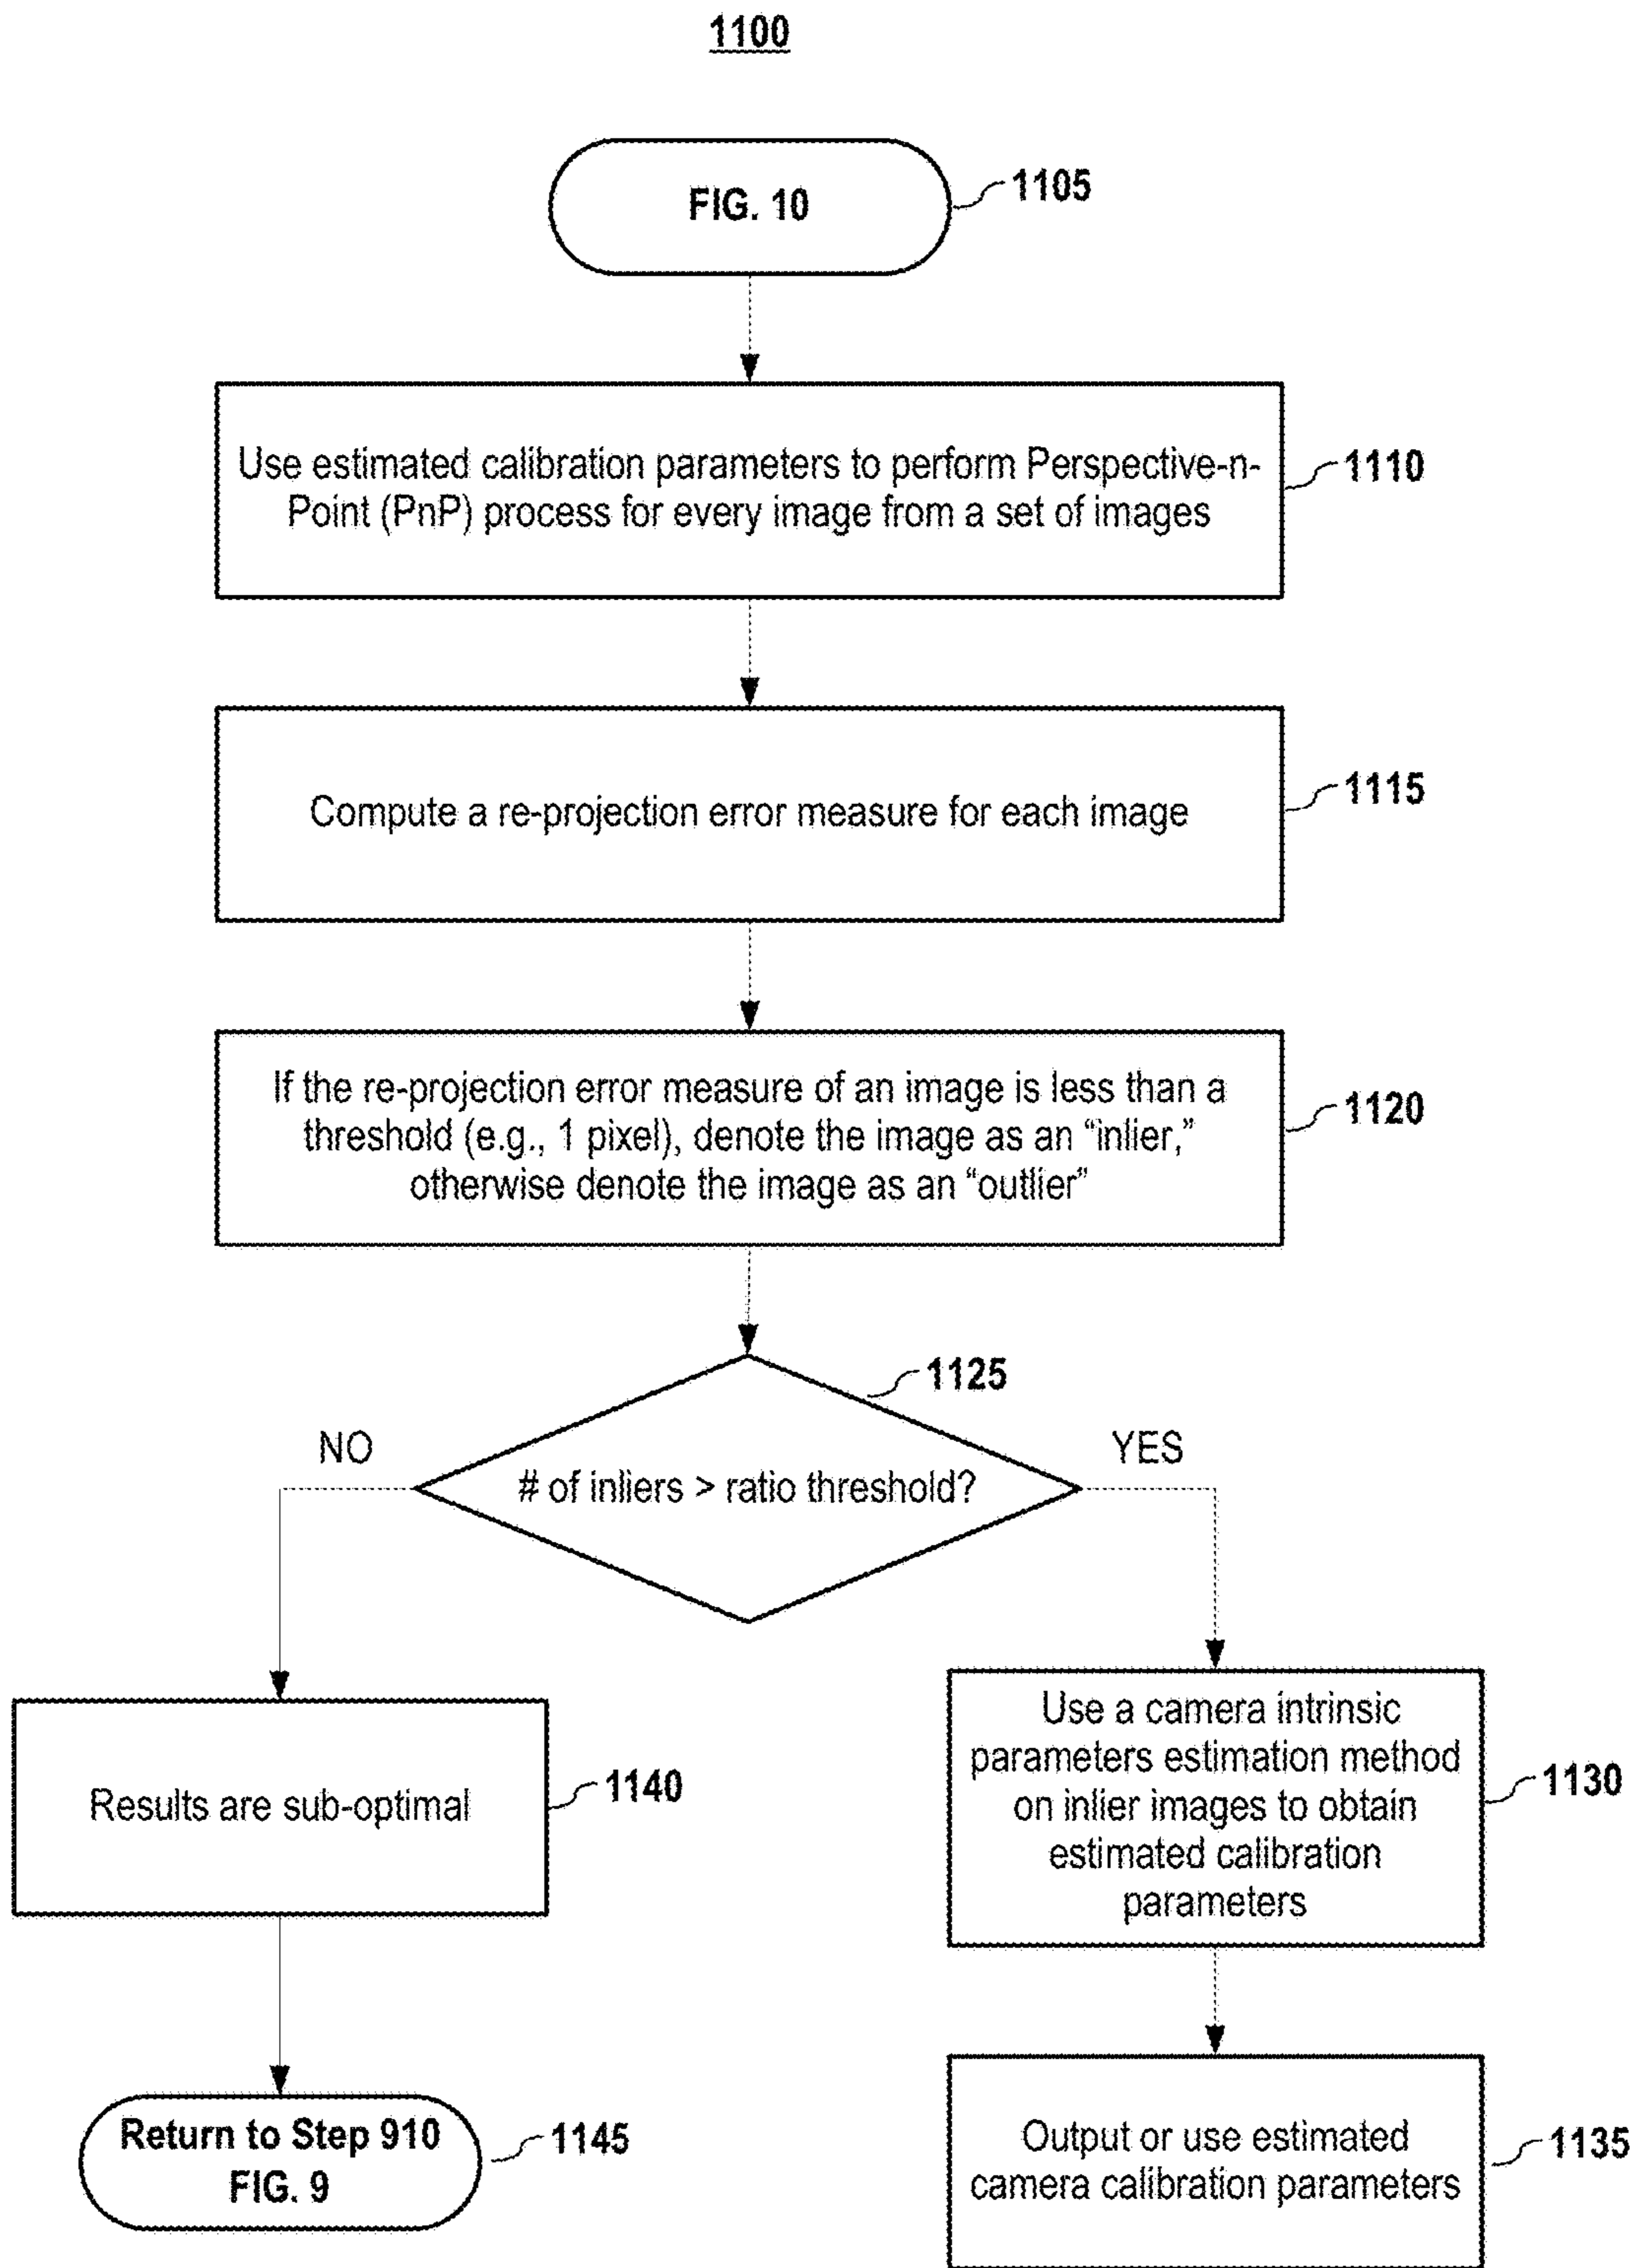 1100
FIG. 10
1105
Use estimated calibration parameters to perform Perspective-n-
Point (PnP) process for every image from a set of images
1110
Compute a re-projection error measure for each image
1115
If the re-projection error measure of an image is less than a
threshold (e.g., 1 pixel), denote the image as an “inlier,”
otherwise denote the image as an “outlier”
1120
1125
NO
YES
# of inliers > ratio threshold?
Results are sub-optimal
1140
Use a camera intrinsic
parameters estimation method
on inlier images to obtain
estimated calibration
parameters
1130
Return to Step 910
FIG. 9
1145
Output or use estimated
camera calibration parameters
1135